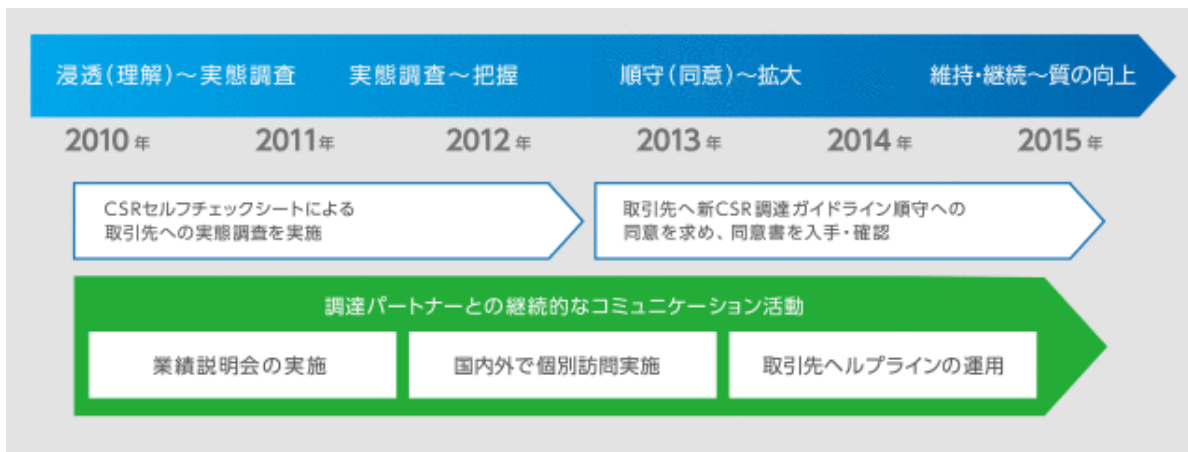 浸透(理解)～実態調査 実態調査～把握 順守(同意)～拡大 維持・継続～質の向上
2010年 2011年 2012年 2013年 2014年 2015年
CSRセルフチェックシートによる
取引先への実態調査を実施
取引先へ新CSR調達ガイドライン順守への
同意を求め、同意書を入手・確認
調達パートナーとの継続的なコミュニケーション活動
業績説明会の実施 国内外で個別訪問実施 取引先ヘルプラインの運用